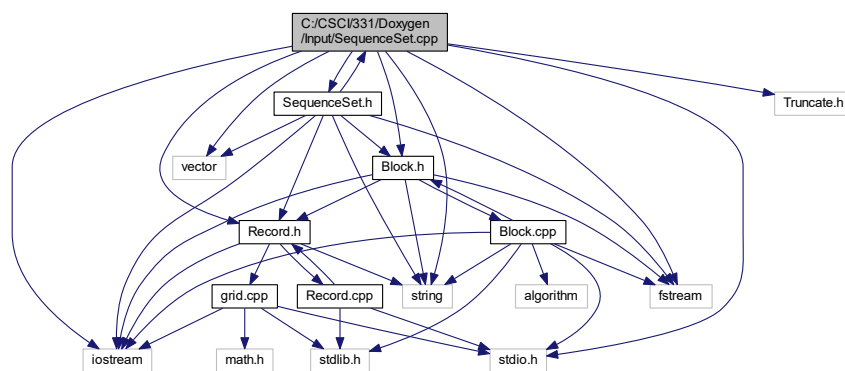 C:/CSCI/331/Doxygen
/Input/SequenceSet.cpp
SequenceSet.h
Truncate.h
vector
Block.h
Record.h
Block.cpp
grid.cpp
Record.cpp
string
algorithm
fstream
iostream
math.h
stdlib.h
stdio.h